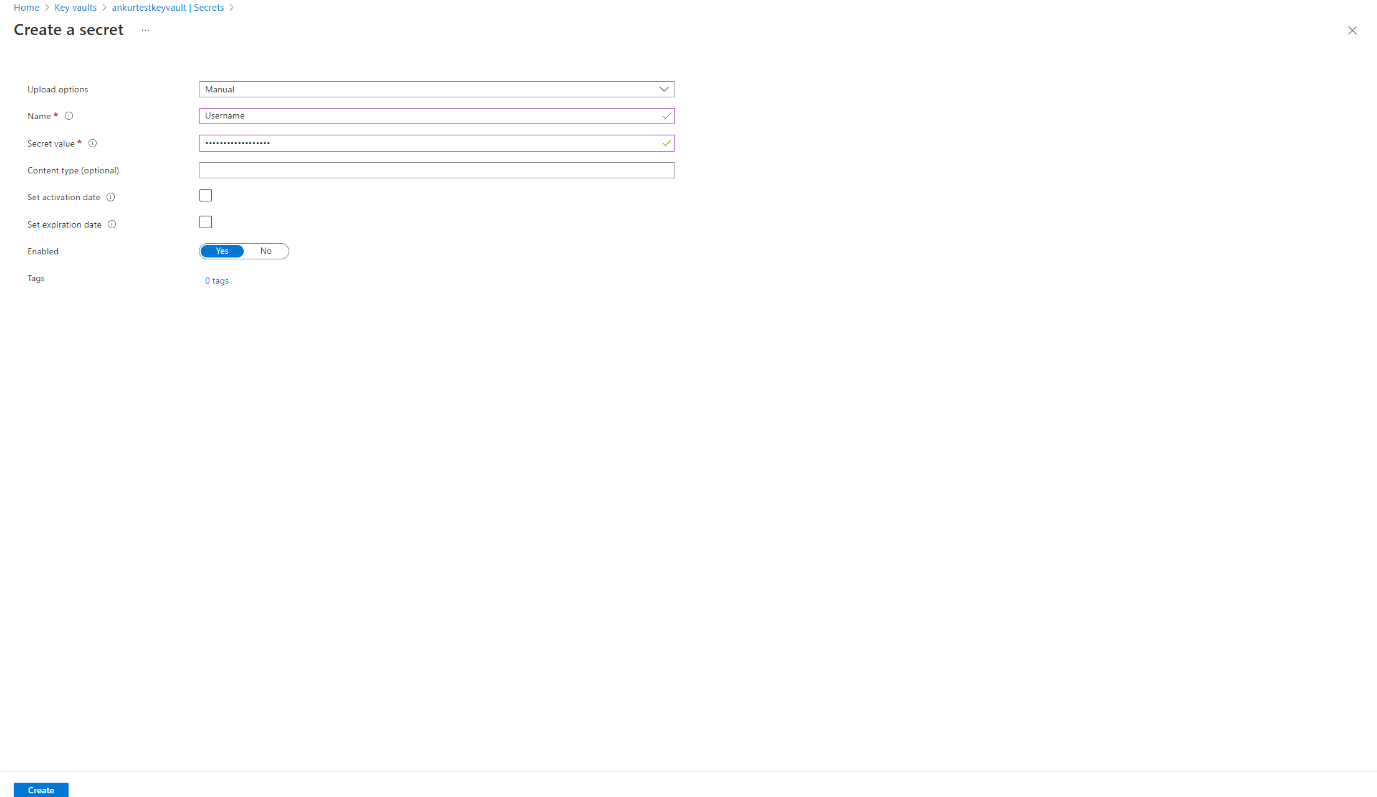 Home > Key vaults > ankurtestkeyvault | Secrets >
Create a secret ...
Upload options Manual
Name * Username
Secret value * ••••••••••••••••••
Content type (optional)
Set activation date
Set expiration date
Enabled Yes No
Tags 0 tags
Create